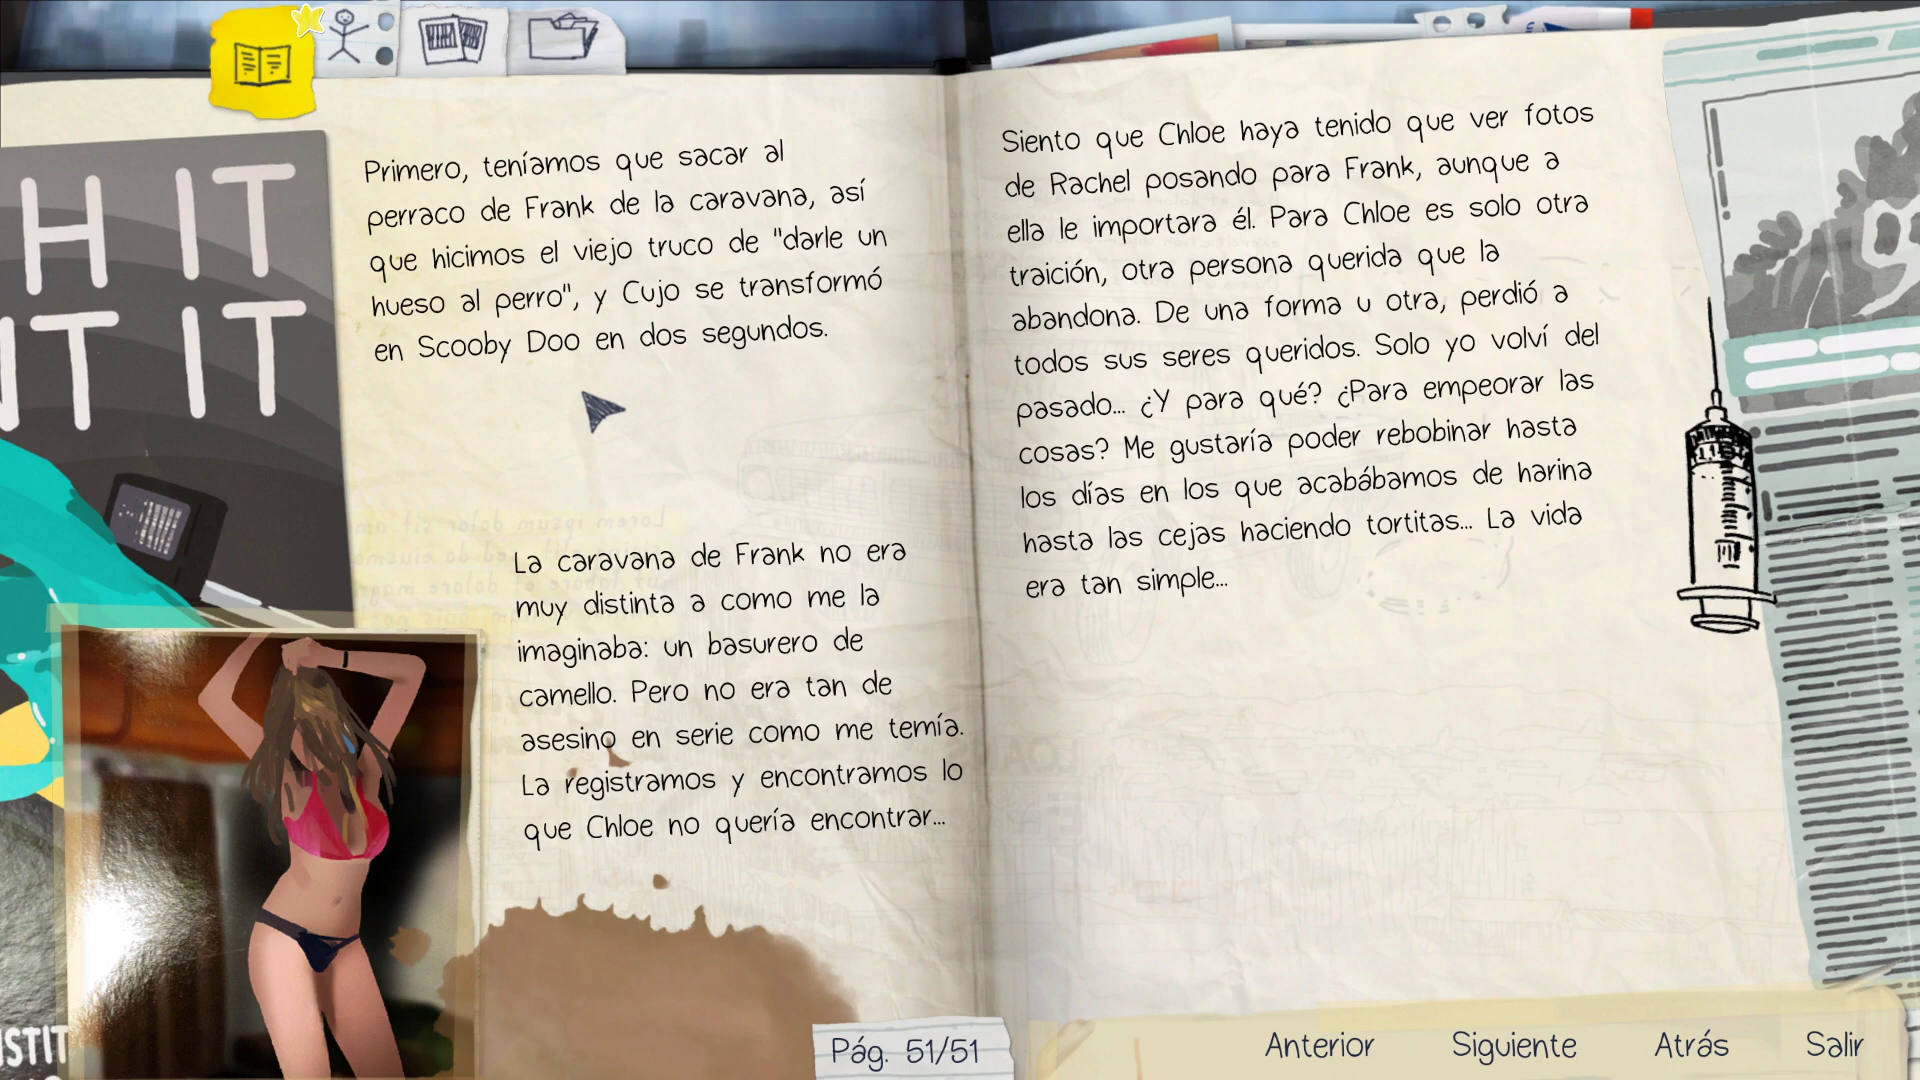 H IT
NT IT
Primero, teníamos que sacar al
perraco de Frank de la caravana, así
que hicimos el viejo truco de "darle un
hueso al perro", y Cujo se transformó
en Scooby Doo en dos segundos.
La caravana de Frank no era
muy distinta a como me la
imaginaba: un basurero de
camello. Pero no era tan de
asesino en serie como me temía.
La registramos y encontramos lo
que Chloe no quería encontrar...
Siento que Chloe haya tenido que ver fotos
de Rachel posando para Frank, aunque a
ella le importara él. Para Chloe es solo otra
traición, otra persona querida que la
abandona. De una forma u otra, perdió a
todos sus seres queridos. Solo yo volví del
pasado... ¿Y para qué? ¿Para empeorar las
cosas? Me gustaría poder rebobinar hasta
los días en los que acabábamos de harina
hasta las cejas haciendo tortitas... La vida
era tan simple...
Pág. 51/51
Anterior Siguiente Atrás Salir